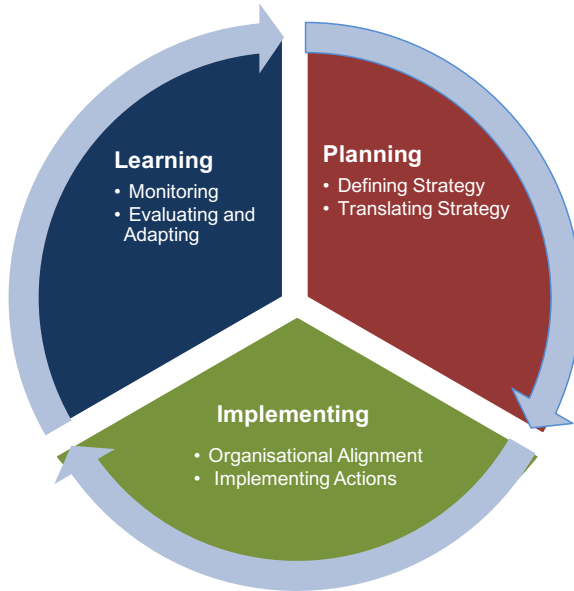 Learning
• Monitoring
• Evaluating and
Adapting
Planning
• Defining Strategy
• Translating Strategy
Implementing
• Organisational Alignment
• Implementing Actions